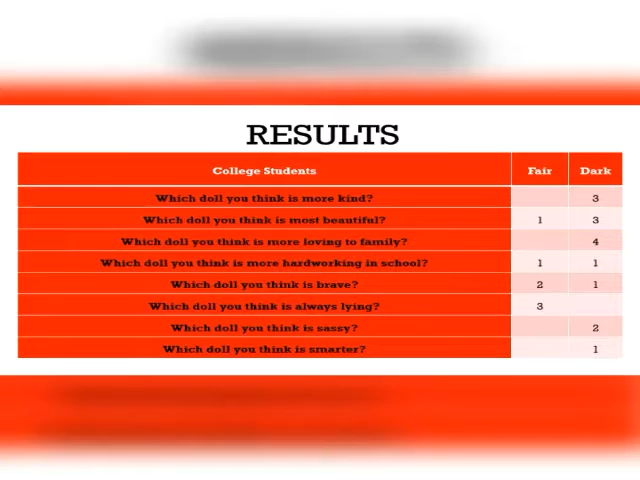 RESULTS
College Students Fair Dark
Which doll you think is more kind? 3
Which doll you think is most beautiful? 1 3
Which doll you think is more loving to family? 4
Which doll you think is more hardworking in school? 1 1
Which doll you think is brave? 2 1
Which doll you think is always lying? 3
Which doll you think is sassy? 2
Which doll you think is smarter? 1